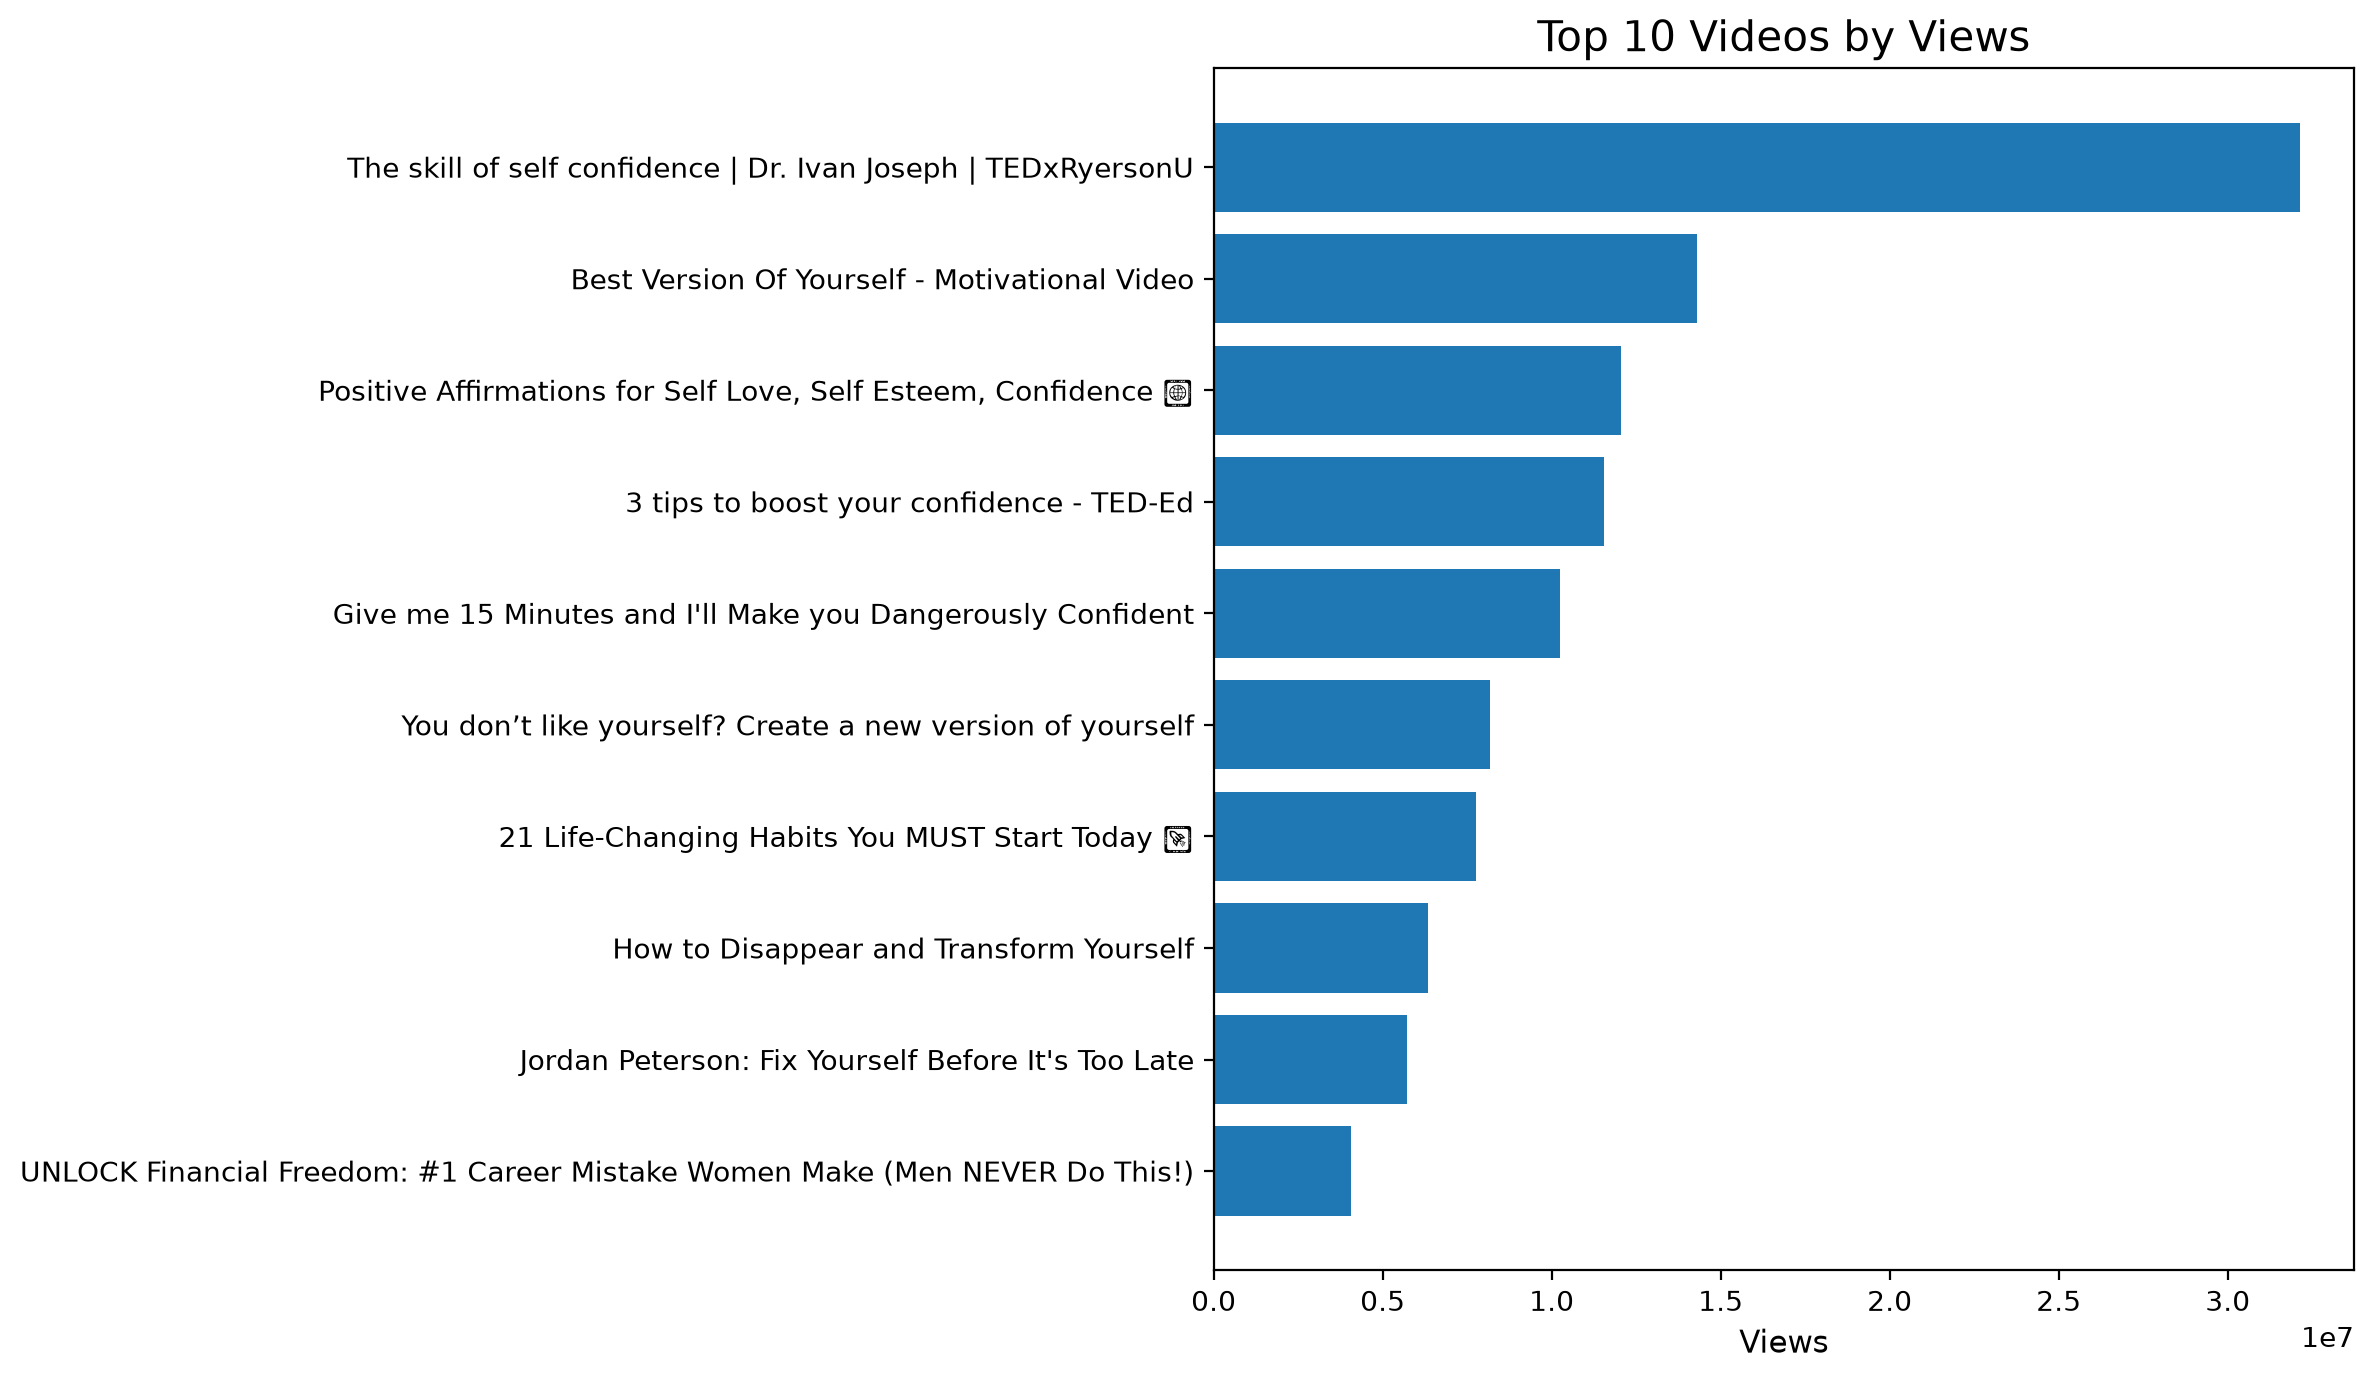 Top 10 Videos by Views
The skill of self confidence | Dr. Ivan Joseph | TEDxRyersonU
Best Version Of Yourself - Motivational Video
Positive Affirmations for Self Love, Self Esteem, Confidence
3 tips to boost your confidence - TED-Ed
Give me 15 Minutes and I'll Make you Dangerously Confident
You don’t like yourself? Create a new version of yourself
21 Life-Changing Habits You MUST Start Today
How to Disappear and Transform Yourself
Jordan Peterson: Fix Yourself Before It's Too Late
UNLOCK Financial Freedom: #1 Career Mistake Women Make (Men NEVER Do This!)
0.0 0.5 1.0 1.5 2.0 2.5 3.0
1e7
Views